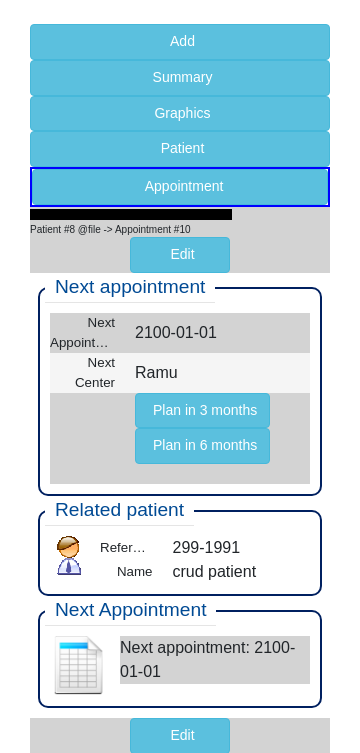 Add
Summary
Graphics
Patient
Appointment
Patient #8 @file -> Appointment #10
Edit
Next appointment
Next
Appoint…
2100-01-01
Next
Center
Ramu
Plan in 3 months
Plan in 6 months
Related patient
Refer…
299-1991
Name
crud patient
Next Appointment
Next appointment: 2100-
01-01
Edit